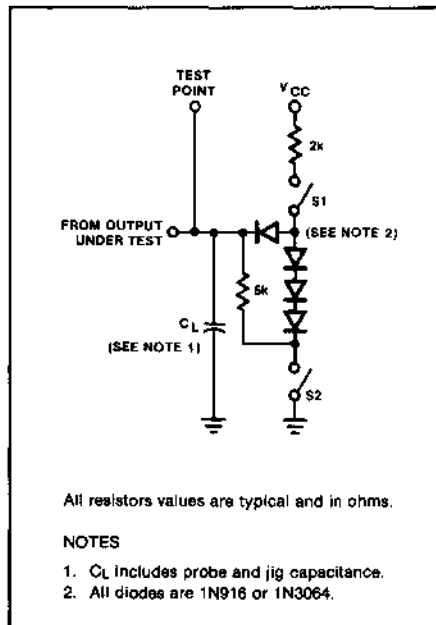 TEST
POINT
VCC
2k
S1
FROM OUTPUT
UNDER TEST
(SEE NOTE 2)
5k
CL
(SEE NOTE 1)
S2
All resistors values are typical and in ohms.
NOTES
1. CL includes probe and jig capacitance.
2. All diodes are 1N916 or 1N3064.